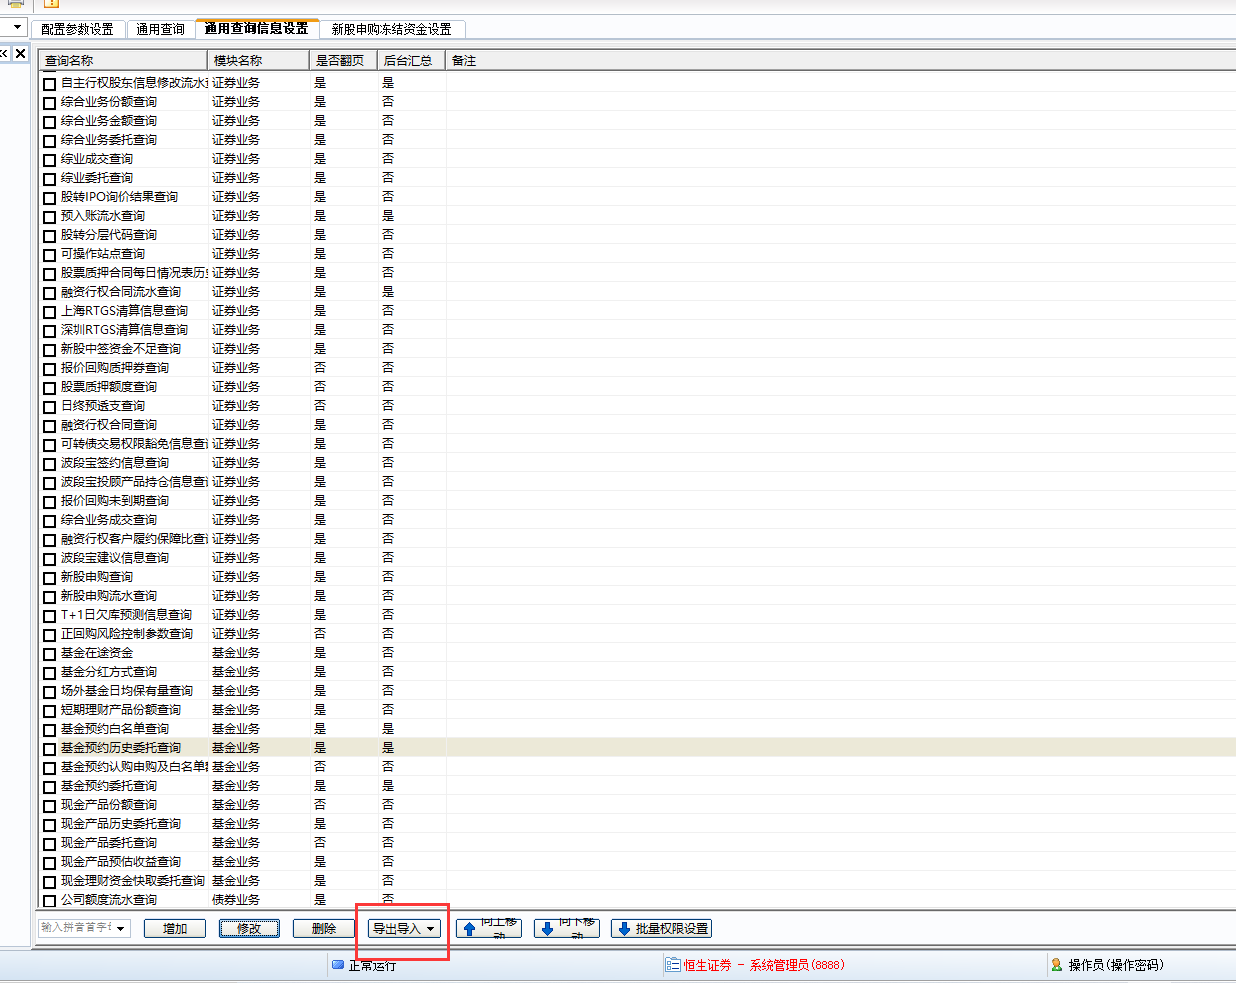 配置参数设置 通用查询 通用查询信息设置 新股申购冻结资金设置
查询名称 模块名称 是否翻页 后台汇总 备注
自主行权股东信息修改流水 证券业务 是 是
综合业务份额查询 证券业务 是 否
综合业务金额查询 证券业务 是 否
综合业务委托查询 证券业务 是 否
综业成交查询 证券业务 是 否
综业委托查询 证券业务 是 否
股转IPO询价结果查询 证券业务 是 否
预入账流水查询 证券业务 是 是
股转分层代码查询 证券业务 是 否
可操作站点查询 证券业务 是 否
股票质押合同每日情况表历 证券业务 是 否
融资行权合同流水查询 证券业务 是 是
上海RTGS清算信息查询 证券业务 是 否
深圳RTGS清算信息查询 证券业务 是 否
新股中签资金不足查询 证券业务 是 否
报价回购质押券查询 证券业务 否 否
股票质押额度查询 证券业务 否 否
日终预透支查询 证券业务 否 否
融资行权合同查询 证券业务 是 否
可转债交易权限豁免信息查 证券业务 是 否
波段宝签约信息查询 证券业务 是 否
波段宝投顾产品持仓信息查 证券业务 是 否
报价回购未到期查询 证券业务 是 否
综合业务成交查询 证券业务 是 否
融资行权客户履约保障比查 证券业务 是 否
波段宝建议信息查询 证券业务 是 否
新股申购查询 证券业务 是 否
新股申购流水查询 证券业务 是 否
T+1日欠库预测信息查询 证券业务 是 否
正回购风险控制参数查询 证券业务 否 否
基金在途资金 基金业务 是 否
基金分红方式查询 基金业务 是 否
场外基金日均保有量查询 基金业务 是 否
短期理财产品份额查询 基金业务 是 否
基金预约白名单查询 基金业务 是 是
基金预约历史委托查询 基金业务 是 是
基金预约认购申购及白名单 基金业务 否 否
基金预约委托查询 基金业务 是 是
现金产品份额查询 基金业务 否 否
现金产品历史委托查询 基金业务 是 否
现金产品委托查询 基金业务 否 否
现金产品预估收益查询 基金业务 是 否
现金理财资金快取委托查询 基金业务 是 否
公司额度流水查询 债券业务 是 否
输入拼音首字 增加 修改 删除 导出导入 向上移动 向下移动 批量权限设置
正常运行 恒生证券 - 系统管理员(8888) 操作员(操作密码)